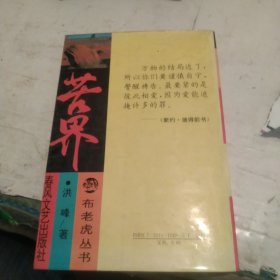 苦界
布老虎丛书
·洪峰/著
春风文艺出版社
万物的结局近了，
所以你们要谨慎自守，
警醒祷告。最要紧的是
彼此相爱，因为爱能遮
掩许多的罪。
——《新约·彼得前书》